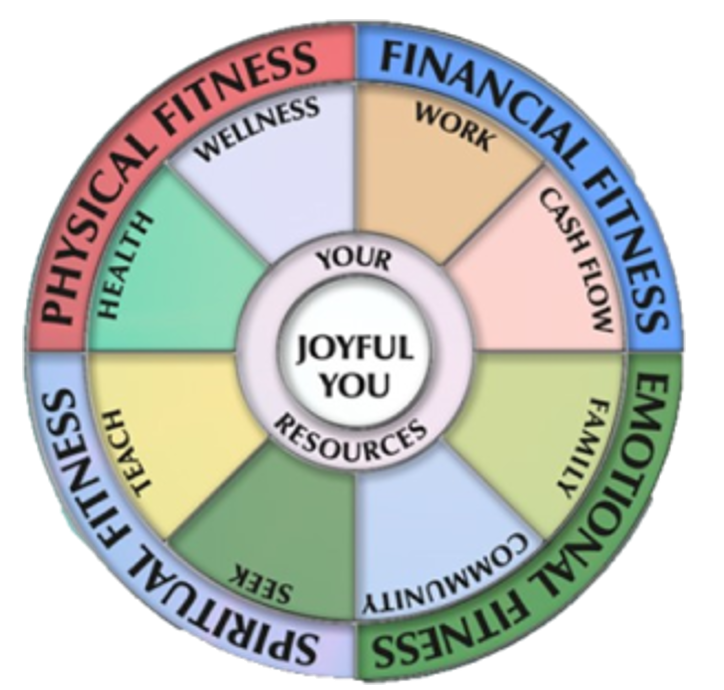 PHYSICAL FITNESS
FINANCIAL FITNESS
EMOTIONAL FITNESS
SPIRITUAL FITNESS
WELLNESS
WORK
CASH FLOW
FAMILY
COMMUNITY
SEEK
TEACH
HEALTH
YOUR
RESOURCES
JOYFUL
YOU